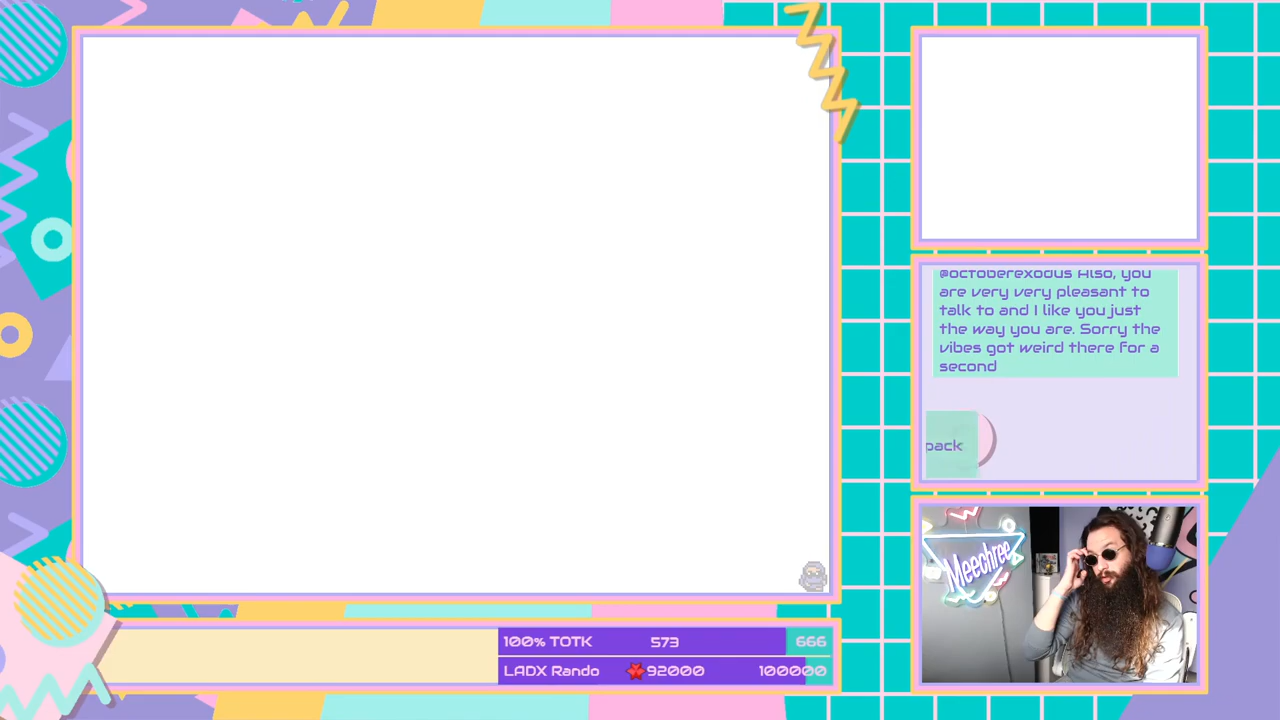 @octoberexodus Also, you
are very very pleasant to
talk to and I like you just
the way you are. Sorry the
vibes got weird there for a
second
pack
Meechree
100% TOTK 573 666
LADX Rando 92000 100000